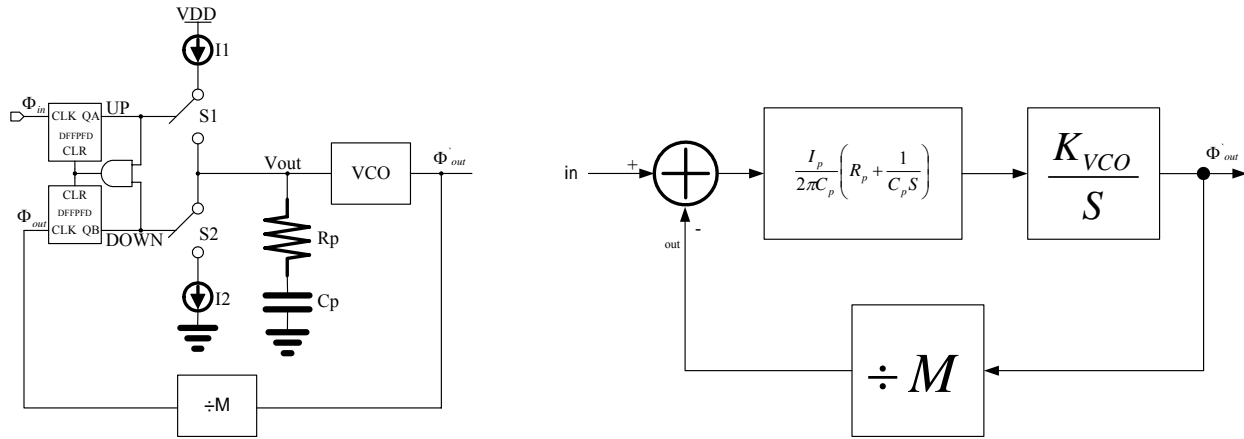 VDD
I1
Φin
CLK QA
UP
DFFPFD
CLR
S1
Vout
VCO
Φ'out
CLR
DFFPFD
Φout
CLK QB
DOWN
S2
Rp
I2
Cp
÷M
in
+
-
out
Ip/2πCp (Rp + 1/CpS)
KVCO/S
Φ'out
÷M